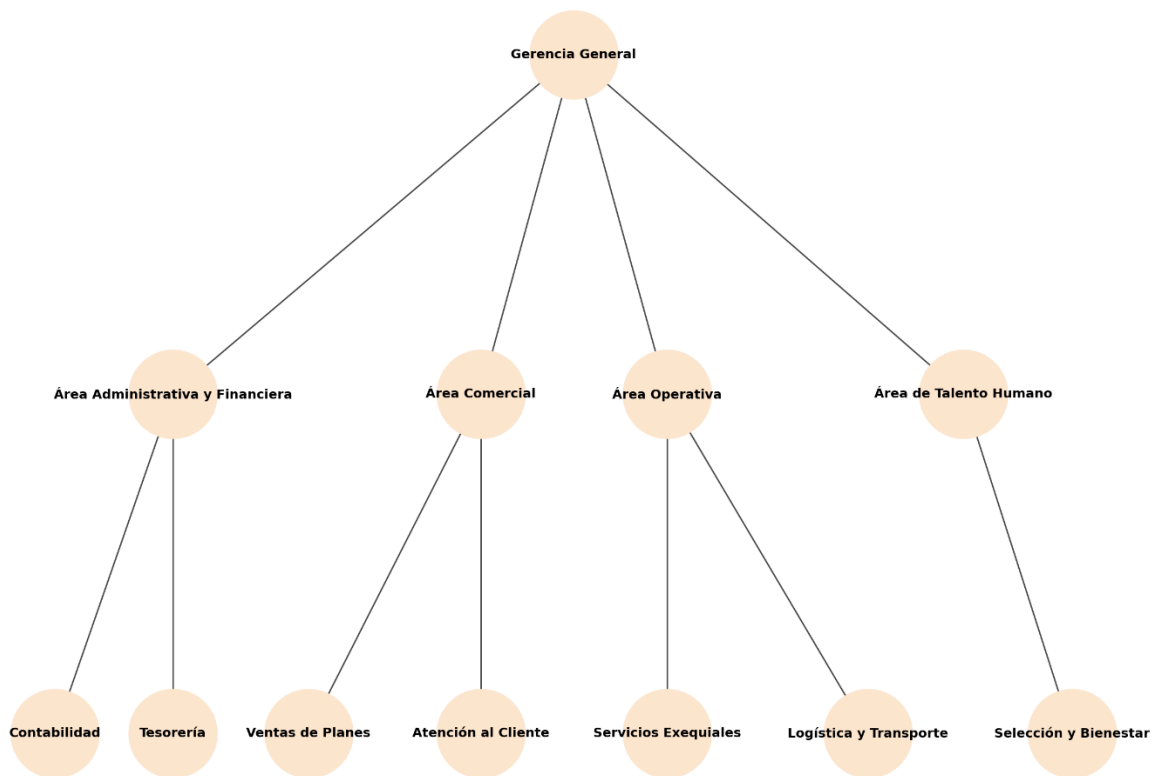 Gerencia General
Área Administrativa y Financiera
Área Comercial
Área Operativa
Área de Talento Humano
Contabilidad
Tesorería
Ventas de Planes
Atención al Cliente
Servicios Exequiales
Logística y Transporte
Selección y Bienestar